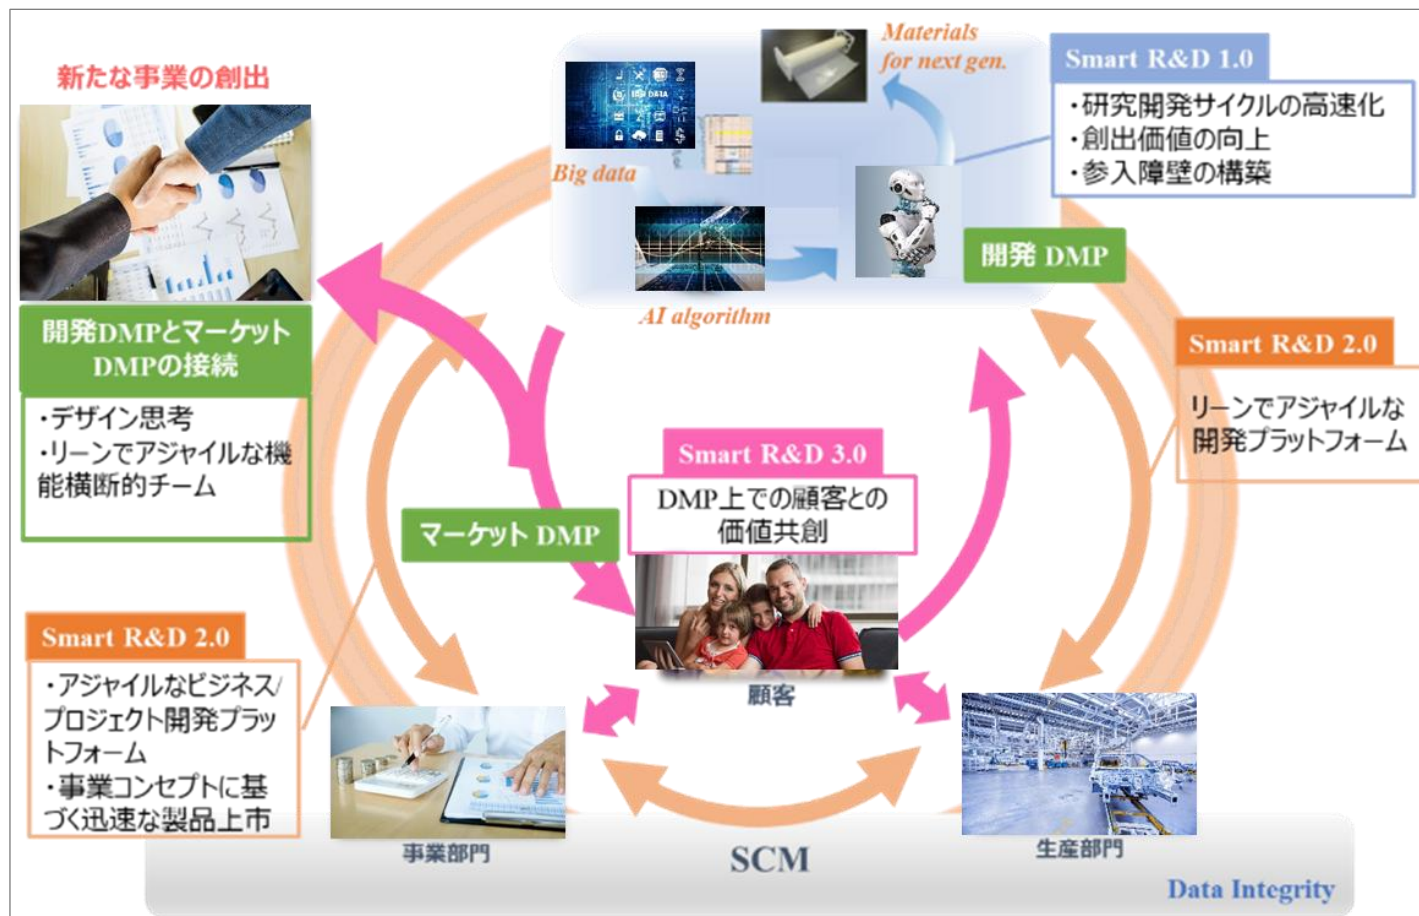 新たな事業の創出
Materials
for next gen.
Smart R&D 1.0
・研究開発サイクルの高速化
・創出価値の向上
・参入障壁の構築
BIG DATA
Big data
開発 DMP
AI algorithm
開発DMPとマーケット
DMPの接続
・デザイン思考
・リーンでアジャイルな機
能横断的チーム
Smart R&D 2.0
リーンでアジャイルな
開発プラットフォーム
Smart R&D 3.0
DMP上での顧客との
価値共創
マーケット DMP
顧客
Smart R&D 2.0
・アジャイルなビジネス/
プロジェクト開発プラッ
トフォーム
・事業コンセプトに基
づく迅速な製品上市
事業部門
SCM
生産部門
Data Integrity